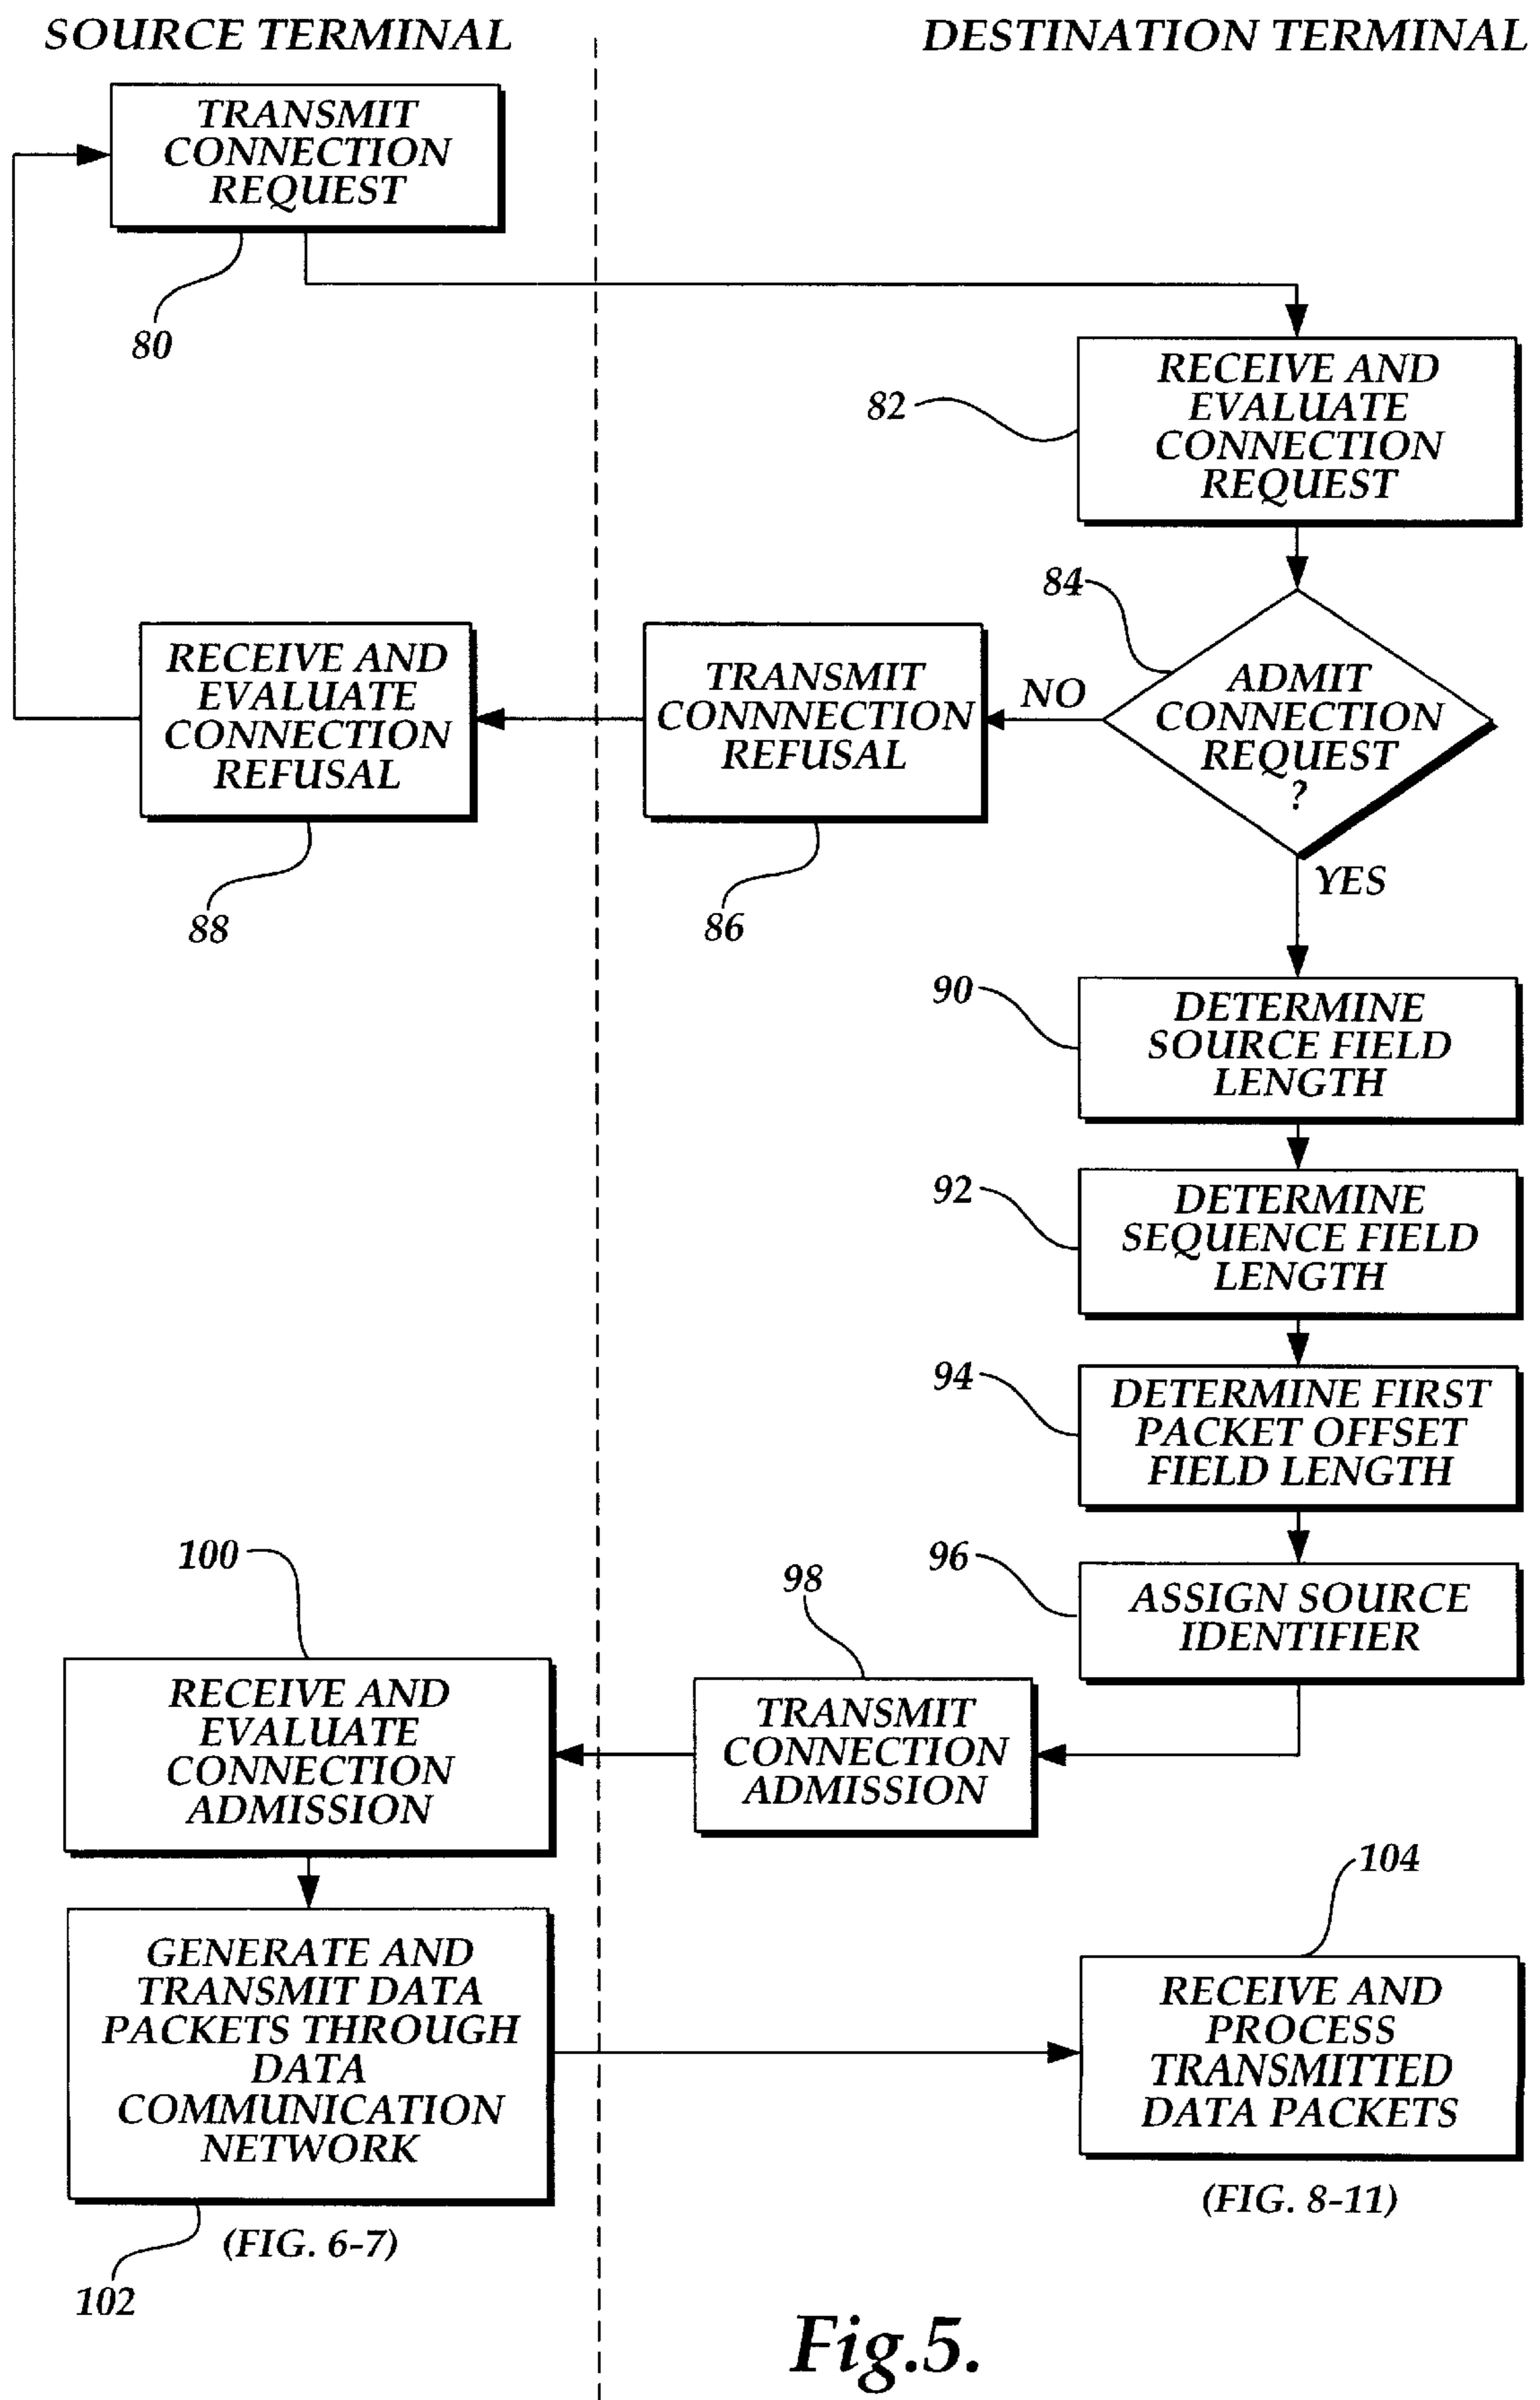 SOURCE TERMINAL
DESTINATION TERMINAL
TRANSMIT
CONNECTION
REQUEST
80
RECEIVE AND
EVALUATE
CONNECTION
REQUEST
82
84
ADMIT
CONNECTION
REQUEST
?
NO
TRANSMIT
CONNNECTION
REFUSAL
86
RECEIVE AND
EVALUATE
CONNECTION
REFUSAL
88
YES
90
DETERMINE
SOURCE FIELD
LENGTH
92
DETERMINE
SEQUENCE FIELD
LENGTH
94
DETERMINE FIRST
PACKET OFFSET
FIELD LENGTH
96
ASSIGN SOURCE
IDENTIFIER
98
TRANSMIT
CONNECTION
ADMISSION
100
RECEIVE AND
EVALUATE
CONNECTION
ADMISSION
GENERATE AND
TRANSMIT DATA
PACKETS THROUGH
DATA
COMMUNICATION
NETWORK
(FIG. 6-7)
102
104
RECEIVE AND
PROCESS
TRANSMITTED
DATA PACKETS
(FIG. 8-11)
Fig.5.